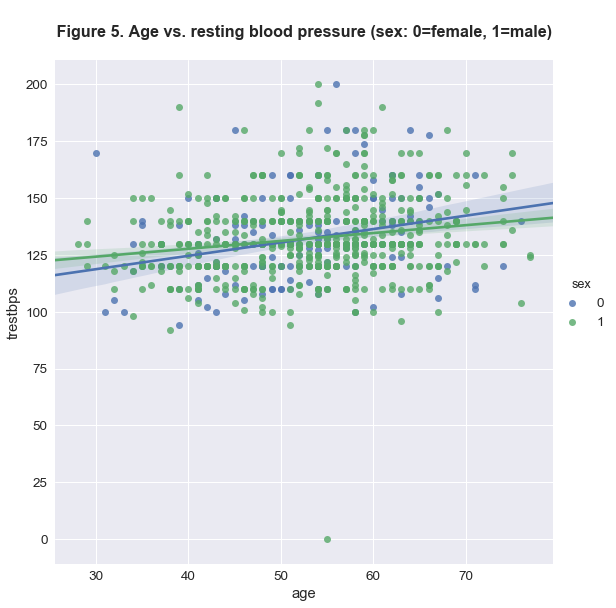 Figure 5. Age vs. resting blood pressure (sex: 0=female, 1=male)
200
175
150
125
100
75
50
25
0
trestbps
30 40 50 60 70
age
sex
0
1